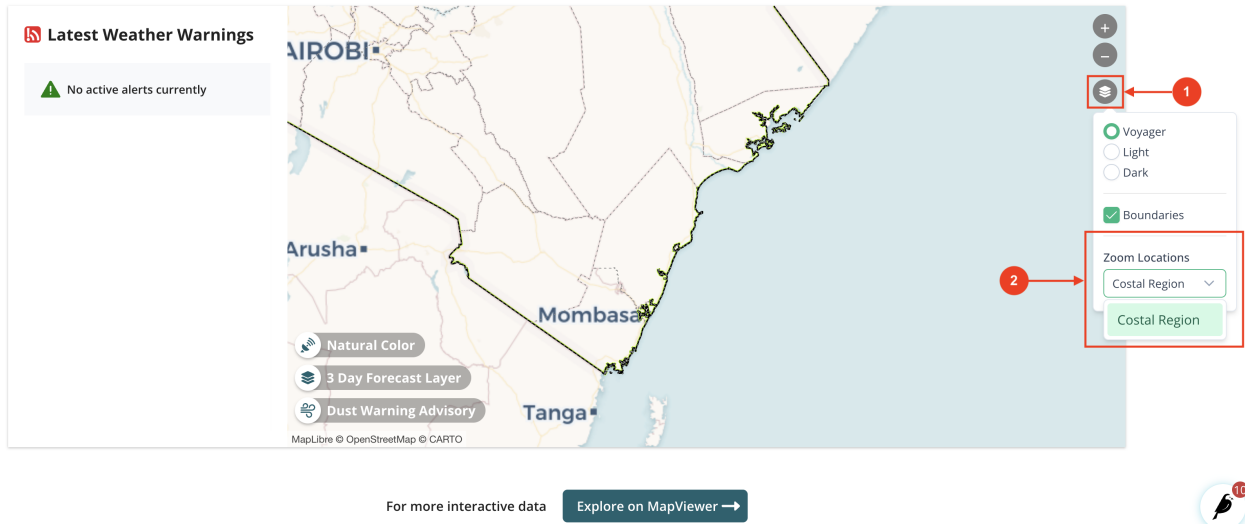 Latest Weather Warnings
No active alerts currently
AIROBI
Arusha
Mombasa
Tanga
Natural Color
3 Day Forecast Layer
Dust Warning Advisory
MapLibre © OpenStreetMap © CARTO
+
−
1
Voyager
Light
Dark
Boundaries
2
Zoom Locations
Costal Region
Costal Region
For more interactive data
Explore on MapViewer
10